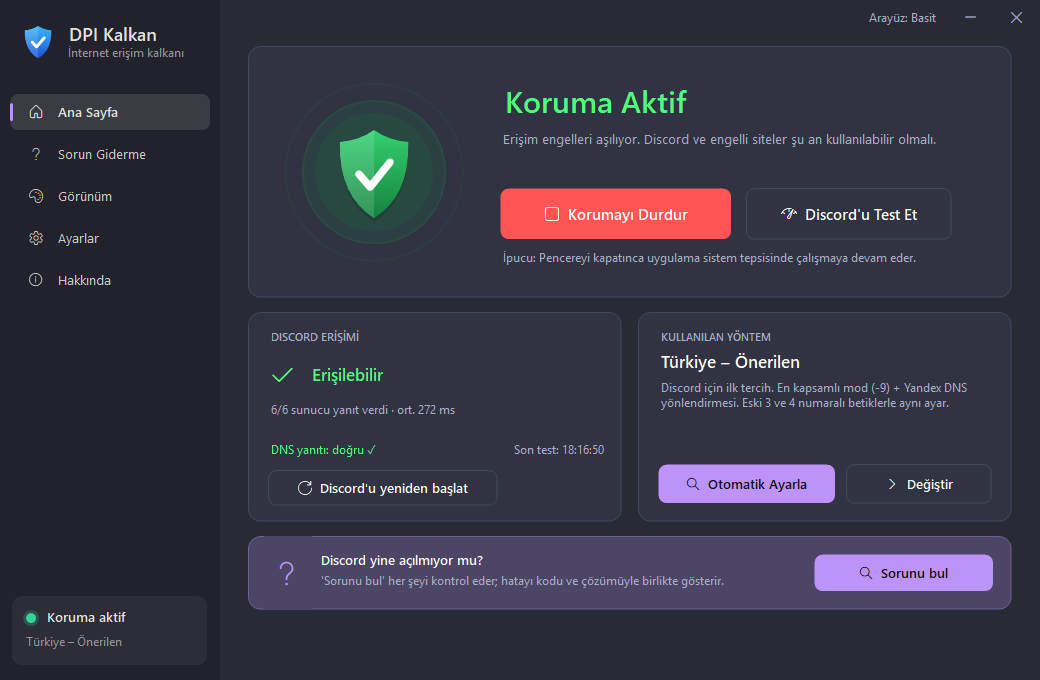 DPI Kalkan
İnternet erişim kalkanı
Arayüz: Basit
Ana Sayfa
Sorun Giderme
Görünüm
Ayarlar
Hakkında
Koruma Aktif
Erişim engelleri aşılıyor. Discord ve engelli siteler şu an kullanılabilir olmalı.
Korumayı Durdur
Discord'u Test Et
İpucu: Pencereyi kapatınca uygulama sistem tepsisinde çalışmaya devam eder.
DISCORD ERİŞİMİ
Erişilebilir
6/6 sunucu yanıt verdi · ort. 272 ms
DNS yanıtı: doğru ✓
Son test: 18:16:50
Discord'u yeniden başlat
KULLANILAN YÖNTEM
Türkiye – Önerilen
Discord için ilk tercih. En kapsamlı mod (-9) + Yandex DNS
yönlendirmesi. Eski 3 ve 4 numaralı betiklerle aynı ayar.
Otomatik Ayarla
Değiştir
Discord yine açılmıyor mu?
'Sorunu bul' her şeyi kontrol eder; hatayı kodu ve çözümüyle birlikte gösterir.
Sorunu bul
Koruma aktif
Türkiye – Önerilen